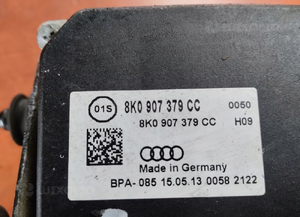 01S 8K0 907 379 CC 0050
8K0 907 379 CC H09
Made in Germany
BPA- 085 15.05.13 0058 2122